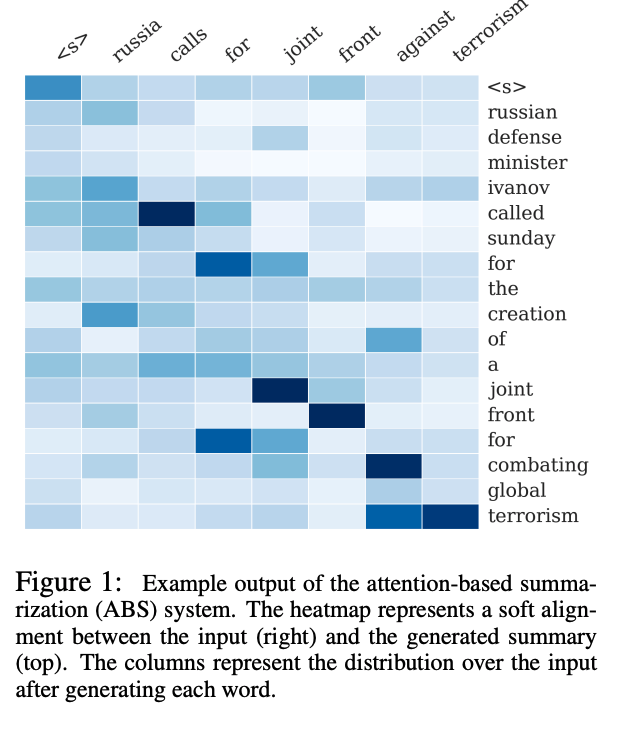 <s> russia calls for joint front against terrorism
<s>
russian
defense
minister
ivanov
called
sunday
for
the
creation
of
a
joint
front
for
combating
global
terrorism
Figure 1: Example output of the attention-based summa-
rization (ABS) system. The heatmap represents a soft align-
ment between the input (right) and the generated summary
(top). The columns represent the distribution over the input
after generating each word.